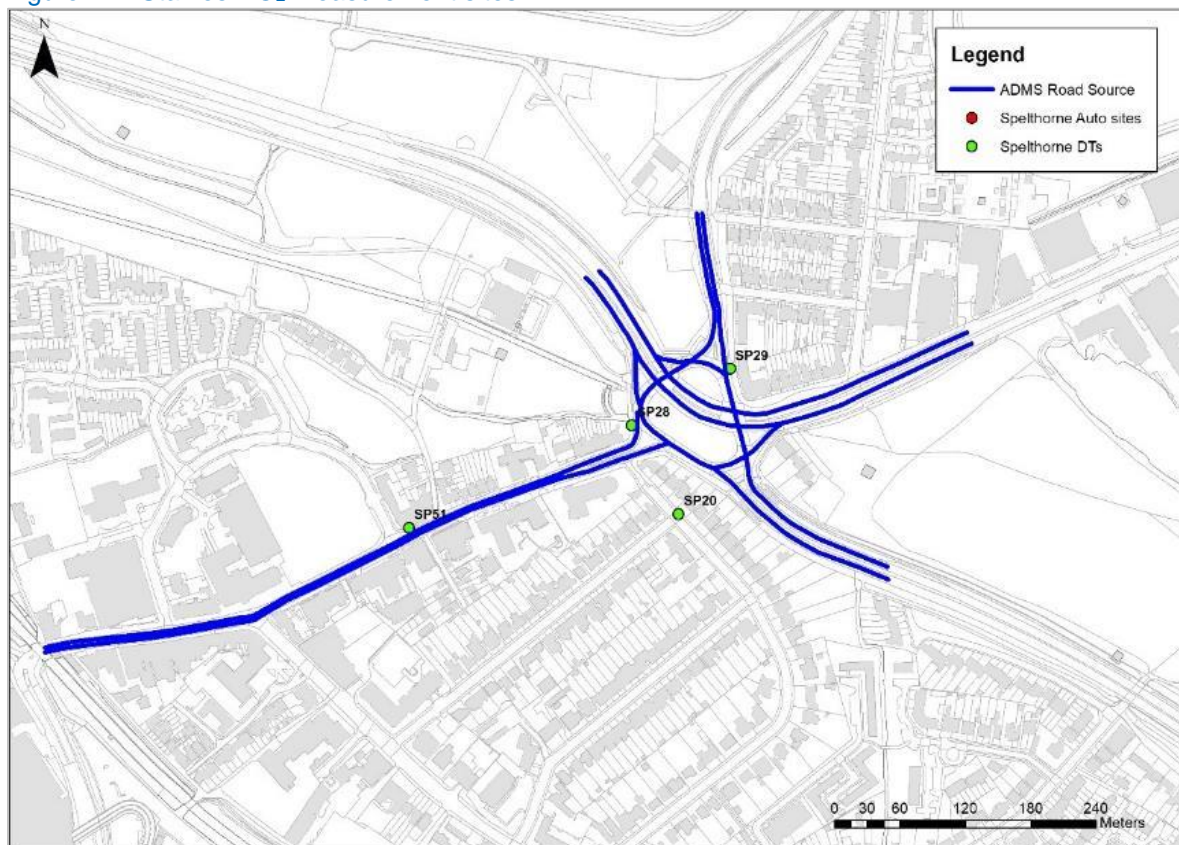 N
Legend
ADMS Road Source
Spelthorne Auto sites
Spelthorne DTs
SP29
SP28
SP20
SP51
0 30 60 120 180 240
Meters